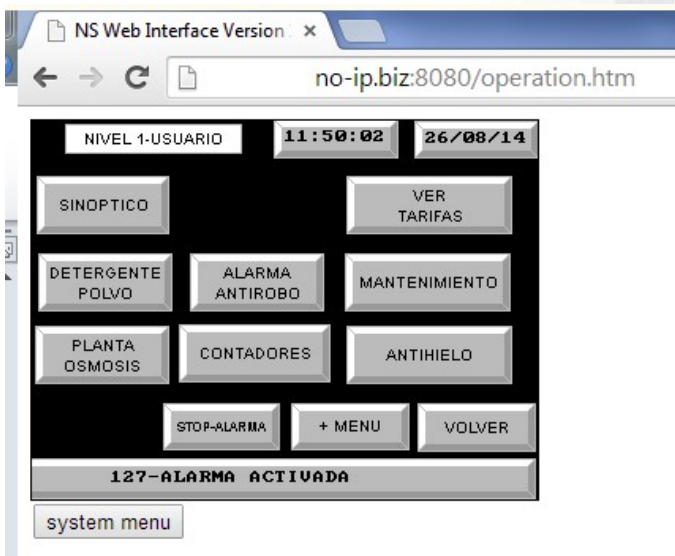 NS Web Interface Version
no-ip.biz:8080/operation.htm
NIVEL 1-USUARIO
11:50:02
26/08/14
SINOPTICO
VER
TARIFAS
DETERGENTE
POLVO
ALARMA
ANTIROBO
MANTENIMIENTO
PLANTA
OSMOSIS
CONTADORES
ANTIHIELO
STOP-ALARMA
+ MENU
VOLVER
127-ALARMA ACTIVADA
system menu